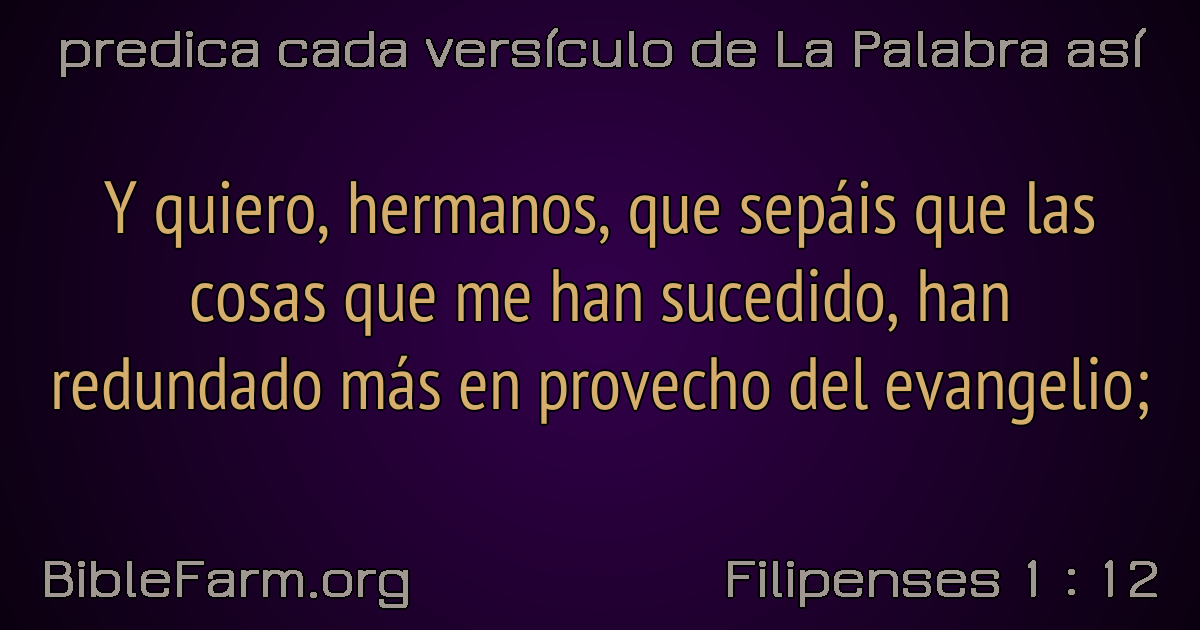 predica cada versículo de La Palabra así
Y quiero, hermanos, que sepáis que las
cosas que me han sucedido, han
redundado más en provecho del evangelio;
BibleFarm.org
Filipenses 1 : 12